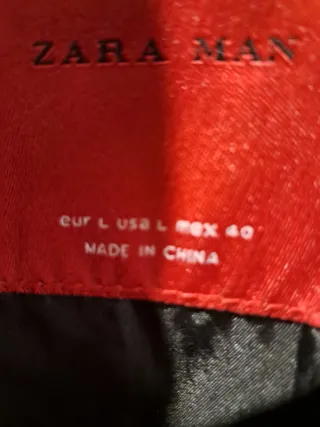 ZARA MAN
eur L usa L mex 40
MADE IN CHINA